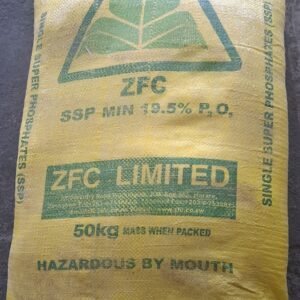 ZFC
SSP MIN 19.5% P₂O₅
SINGLE SUPER PHOSPHATES (SSP)
SINGLE SUPER PHOSPHATES (SSP)
ZFC LIMITED
50kg MASS WHEN PACKED
HAZARDOUS BY MOUTH